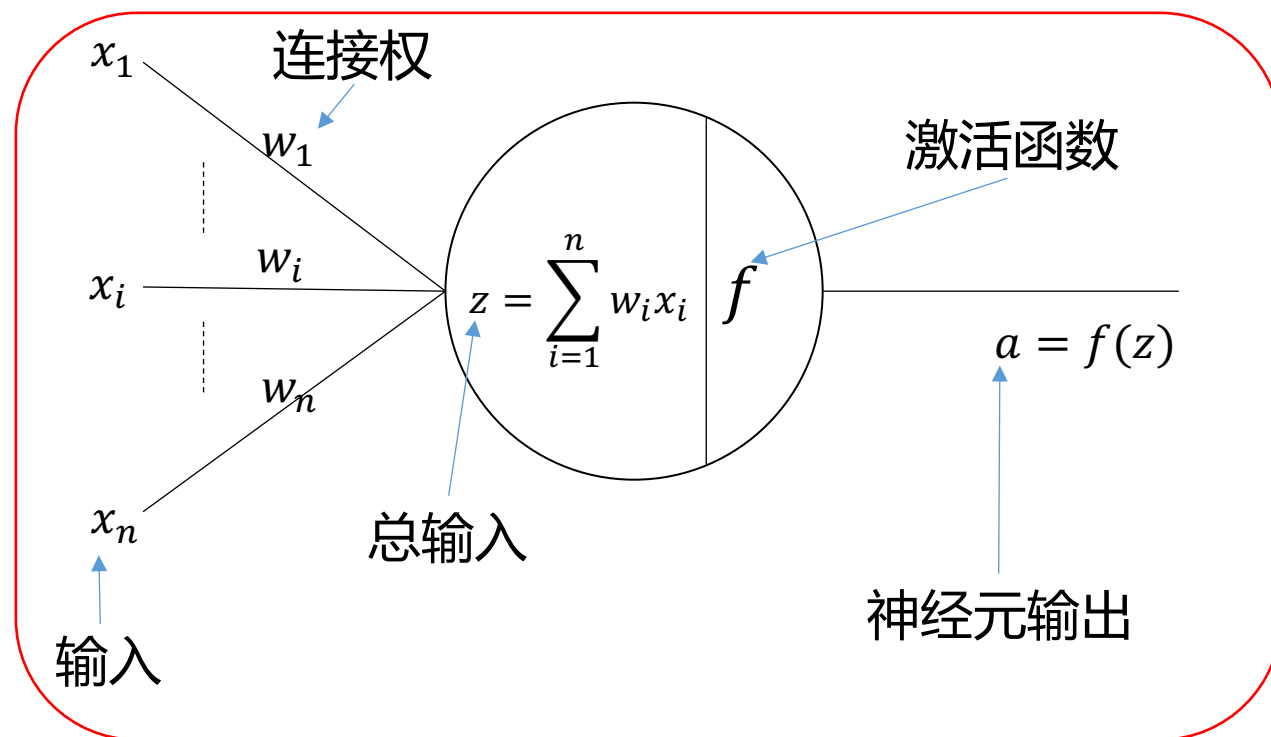 x₁
连接权
w₁
激活函数
xᵢ
wᵢ
z = ∑ᵢ₌₁ⁿ wᵢxᵢ
f
a = f(z)
wₙ
xₙ
总输入
神经元输出
输入